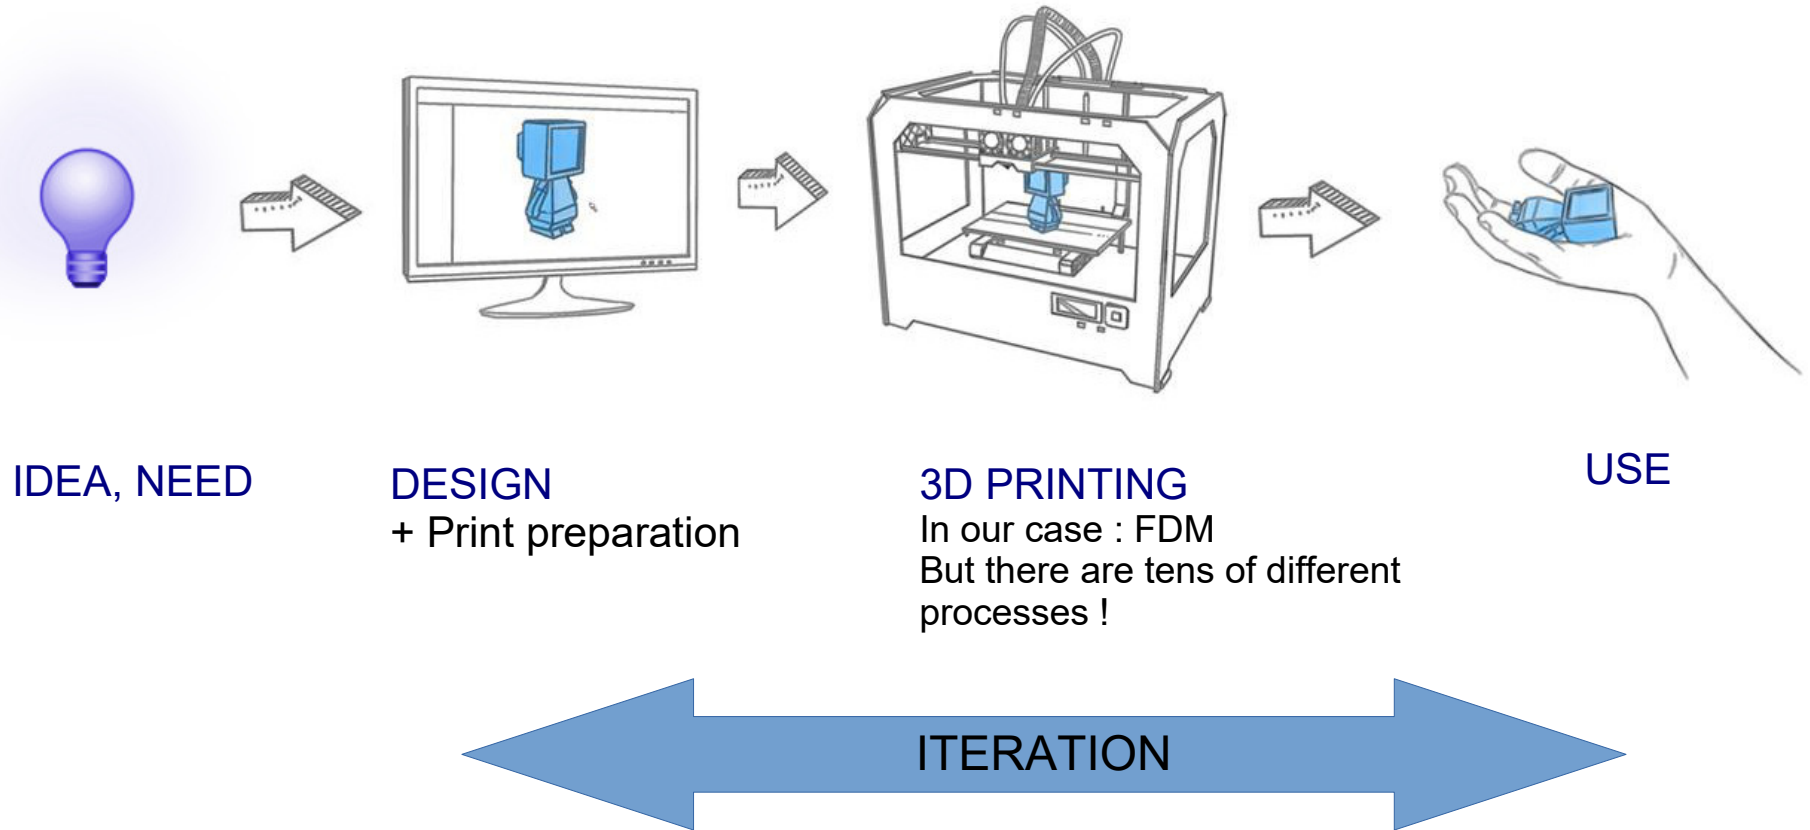 IDEA, NEED
DESIGN
+ Print preparation
3D PRINTING
In our case : FDM
But there are tens of different
processes !
USE
ITERATION